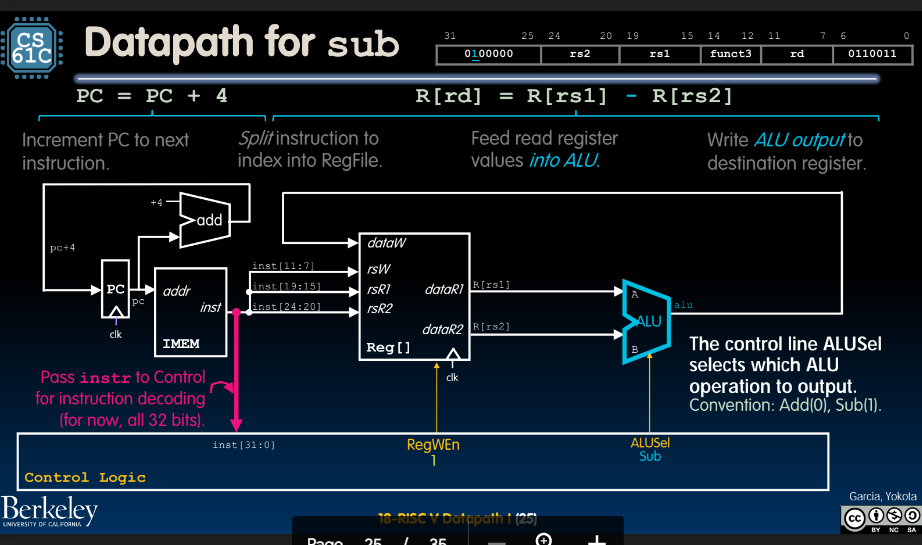 CS
61C
Datapath for sub
31 25 24 20 19 15 14 12 11 7 6 0
0100000 rs2 rs1 funct3 rd 0110011
PC = PC + 4
R[rd] = R[rs1] - R[rs2]
Increment PC to next
instruction.
Split instruction to
index into RegFile.
Feed read register
values into ALU.
Write ALU output to
destination register.
+4
add
pc+4
PC
pc
clk
addr
inst
IMEM
inst[11:7]
inst[19:15]
inst[24:20]
dataW
rsW
rsR1
rsR2
dataR1
dataR2
Reg[]
clk
R[rs1]
R[rs2]
A
ALU
B
alu
The control line ALUSel
selects which ALU
operation to output.
Convention: Add(0), Sub(1).
Pass instr to Control
for instruction decoding
(for now, all 32 bits).
inst[31:0]
RegWEn
1
ALUSel
Sub
Control Logic
Berkeley
UNIVERSITY OF CALIFORNIA
18-RISC V Datapath I (25)
Garcia, Yokota
cc
BY NC SA
Page 25 / 35